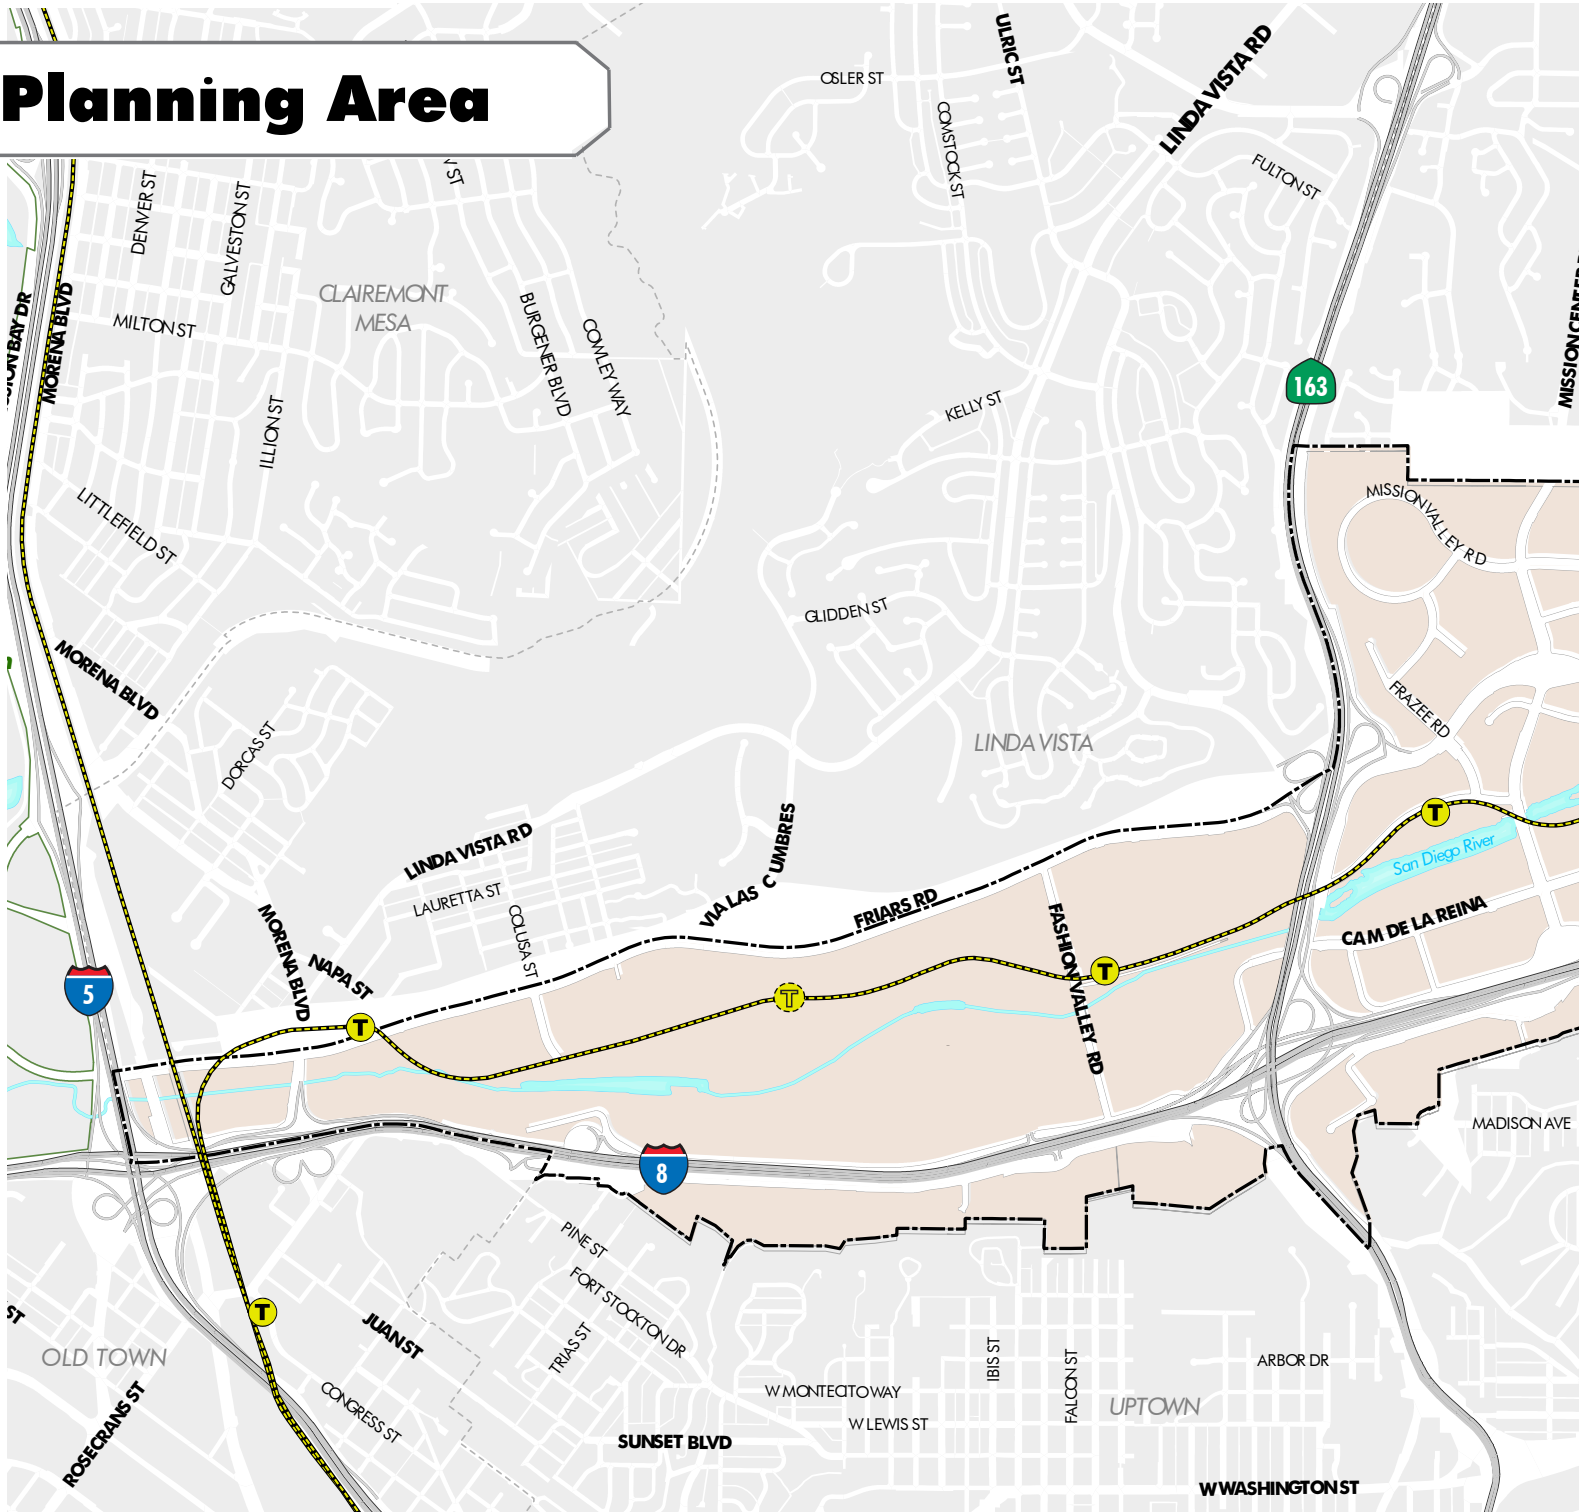 Planning Area
OSLER ST
ULRIC ST
LINDA VISTA RD
COMSTOCK ST
FULTON ST
DENVER ST
GALVESTON ST
ST
CLAIREMONT
MESA
MILTON ST
MORENA BLVD
BAY DR
BURGENER BLVD
COWLEY WAY
ILLION ST
KELLY ST
163
LITTLEFIELD ST
MISSION VALLEY RD
GLIDDEN ST
MORENA BLVD
DORCAS ST
FRAZEE RD
LINDA VISTA
T
San Diego River
LINDA VISTA RD
VIA LAS CUMBRES
LAURETTA ST
COLUSA ST
FRIARS RD
FASHION VALLEY RD
CAM DE LA REINA
MORENA BLVD
NAPA ST
5
T
T
T
8
MADISON AVE
PINE ST
FORT STOCKTON DR
TRIAS ST
T
JUAN ST
ST
OLD TOWN
CONGRESS ST
ROSECRANS ST
IBIS ST
FALCON ST
ARBOR DR
W MONTECITO WAY
W LEWIS ST
UPTOWN
SUNSET BLVD
W WASHINGTON ST